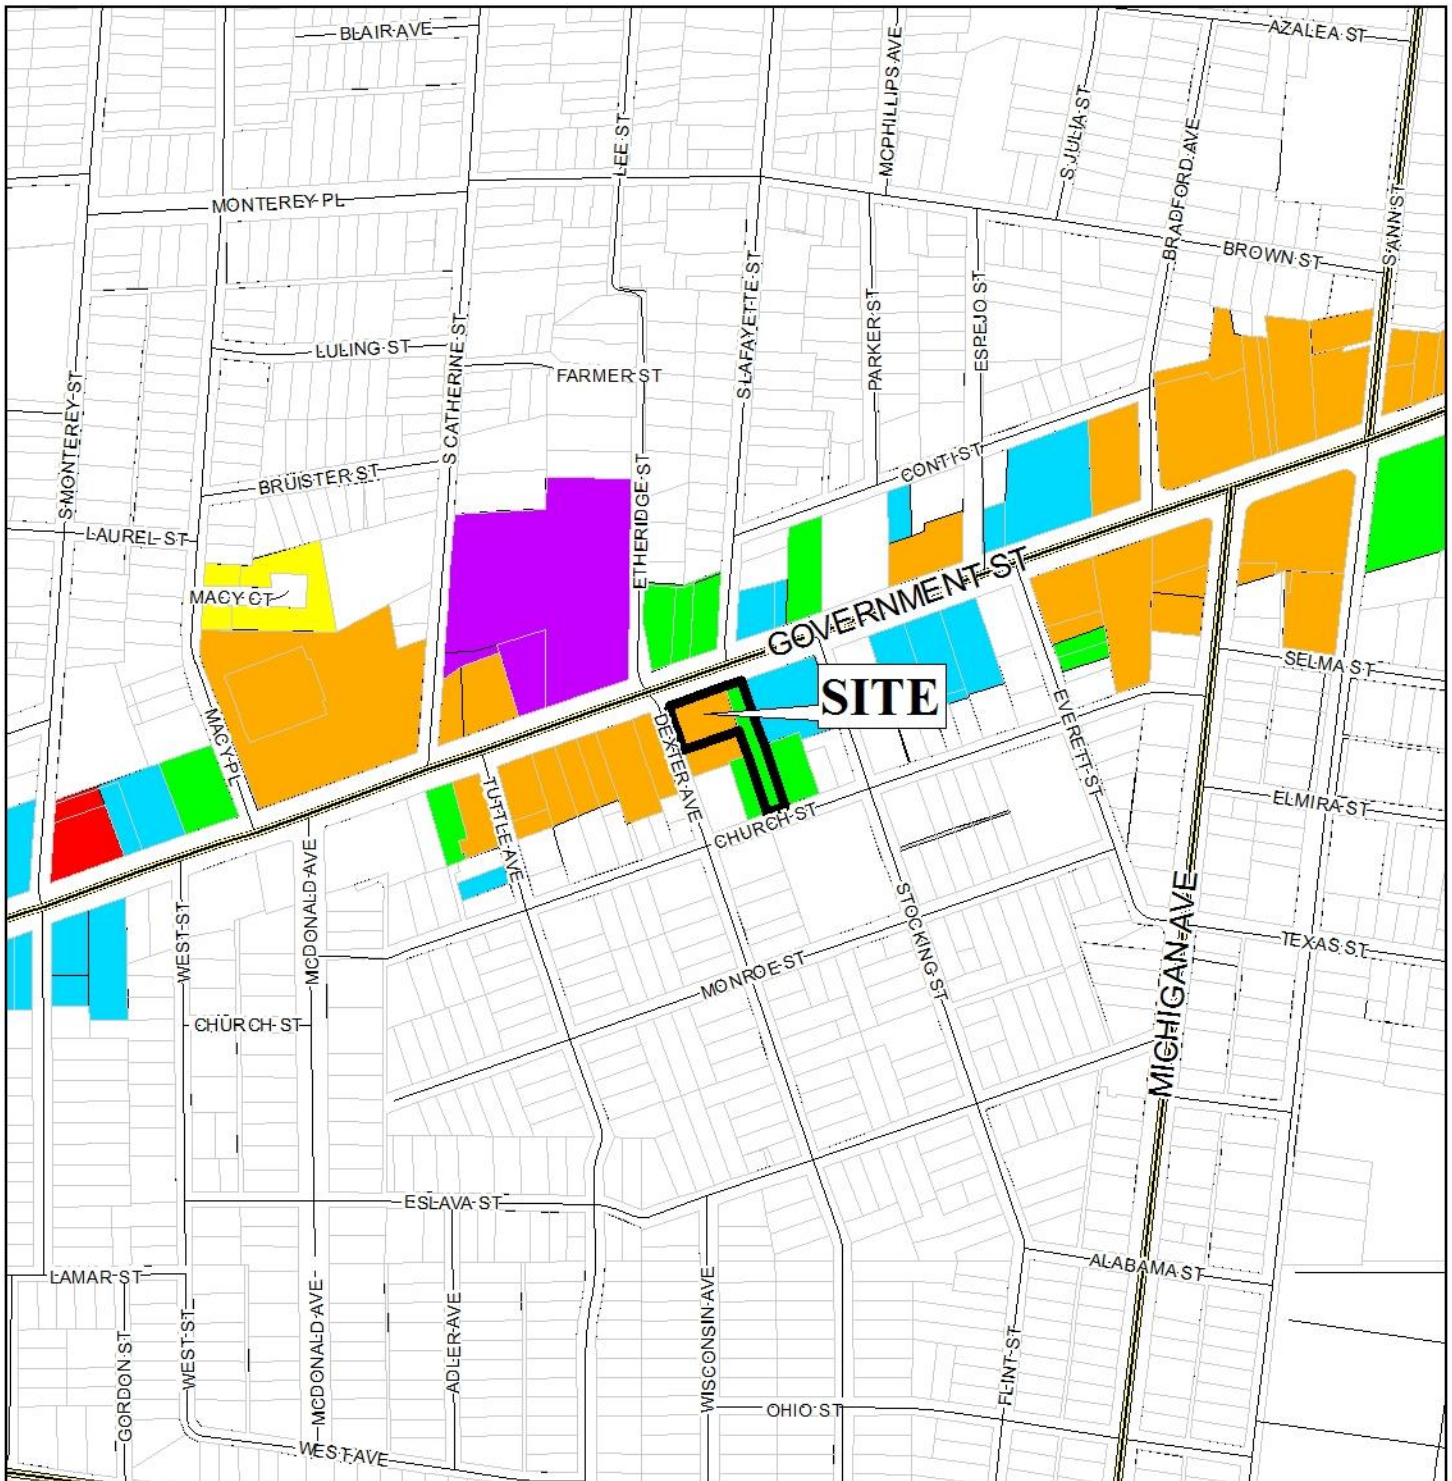 BLAIR AVE
AZALEA ST
MCPHILLIPS AVE
LEE ST
S JULIA ST
BRADFORD AVE
MONTEREY PL
S ANN ST
BROWN ST
S LAFAYETTE ST
PARKER ST
ESPEJO ST
S CATHERINE ST
LULING ST
FARMER ST
S MONTEREY ST
BRUISTER ST
CONTI ST
ETHERIDGE ST
LAUREL ST
MACY CT
GOVERNMENT ST
SELMA ST
SITE
MACY PL
DEXTER AVE
EVERETT ST
TUTTLE AVE
CHURCH ST
ELMIRA ST
MCDONALD AVE
WEST ST
STOCKING ST
MICHIGAN AVE
TEXAS ST
MONROE ST
CHURCH ST
ESLAVA ST
ALABAMA ST
LAMAR ST
GORDON ST
WEST ST
MCDONALD AVE
ADLER AVE
WISCONSIN AVE
FLINT ST
OHIO ST
WEST AVE